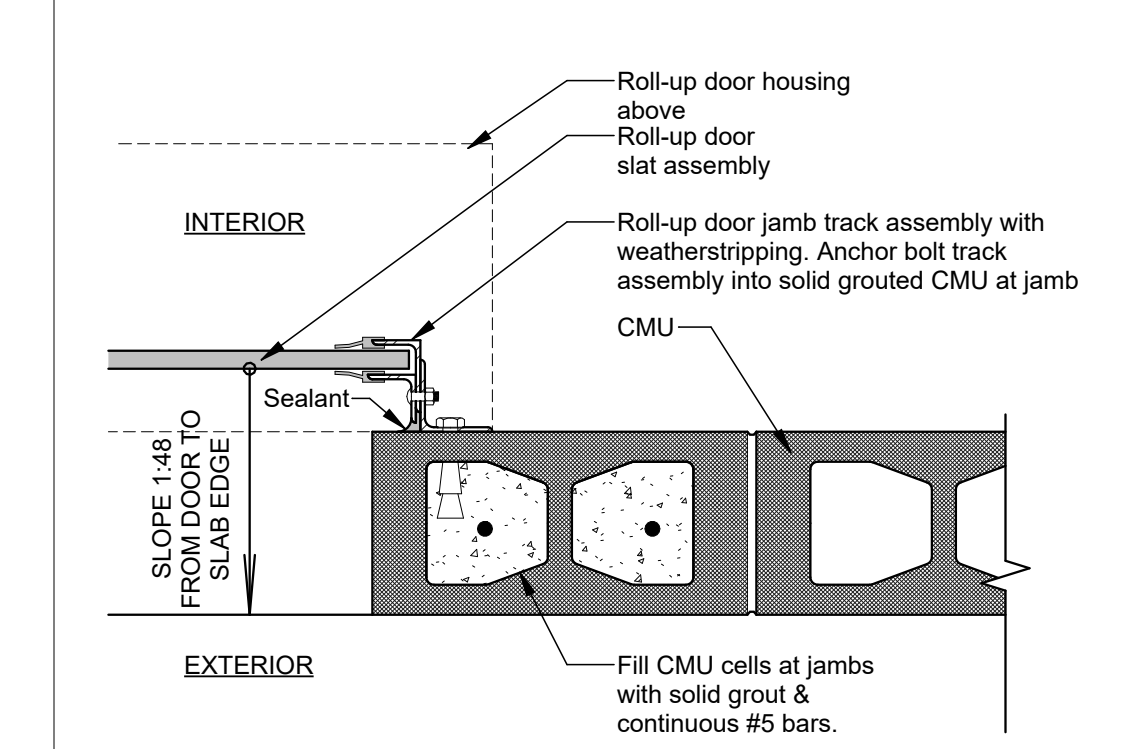 Roll-up door housing
above
Roll-up door
slat assembly
INTERIOR
Roll-up door jamb track assembly with
weatherstripping. Anchor bolt track
assembly into solid grouted CMU at jamb
CMU
Sealant
SLOPE 1:48
FROM DOOR TO
SLAB EDGE
EXTERIOR
Fill CMU cells at jambs
with solid grout &
continuous #5 bars.